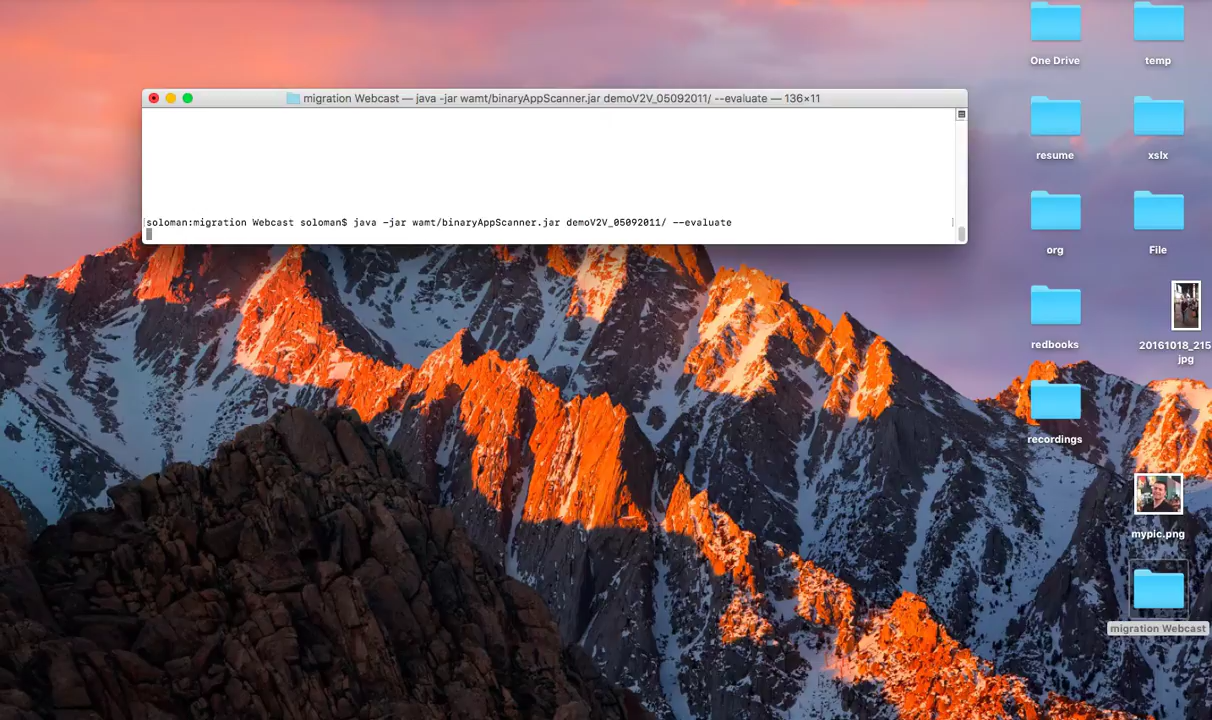 migration Webcast — java -jar wamt/binaryAppScanner.jar demoV2V_05092011/ --evaluate — 136×11
soloman:migration Webcast soloman$ java -jar wamt/binaryAppScanner.jar demoV2V_05092011/ --evaluate
One Drive
temp
resume
xslx
org
File
redbooks
20161018_215
jpg
recordings
mypic.png
migration Webcast